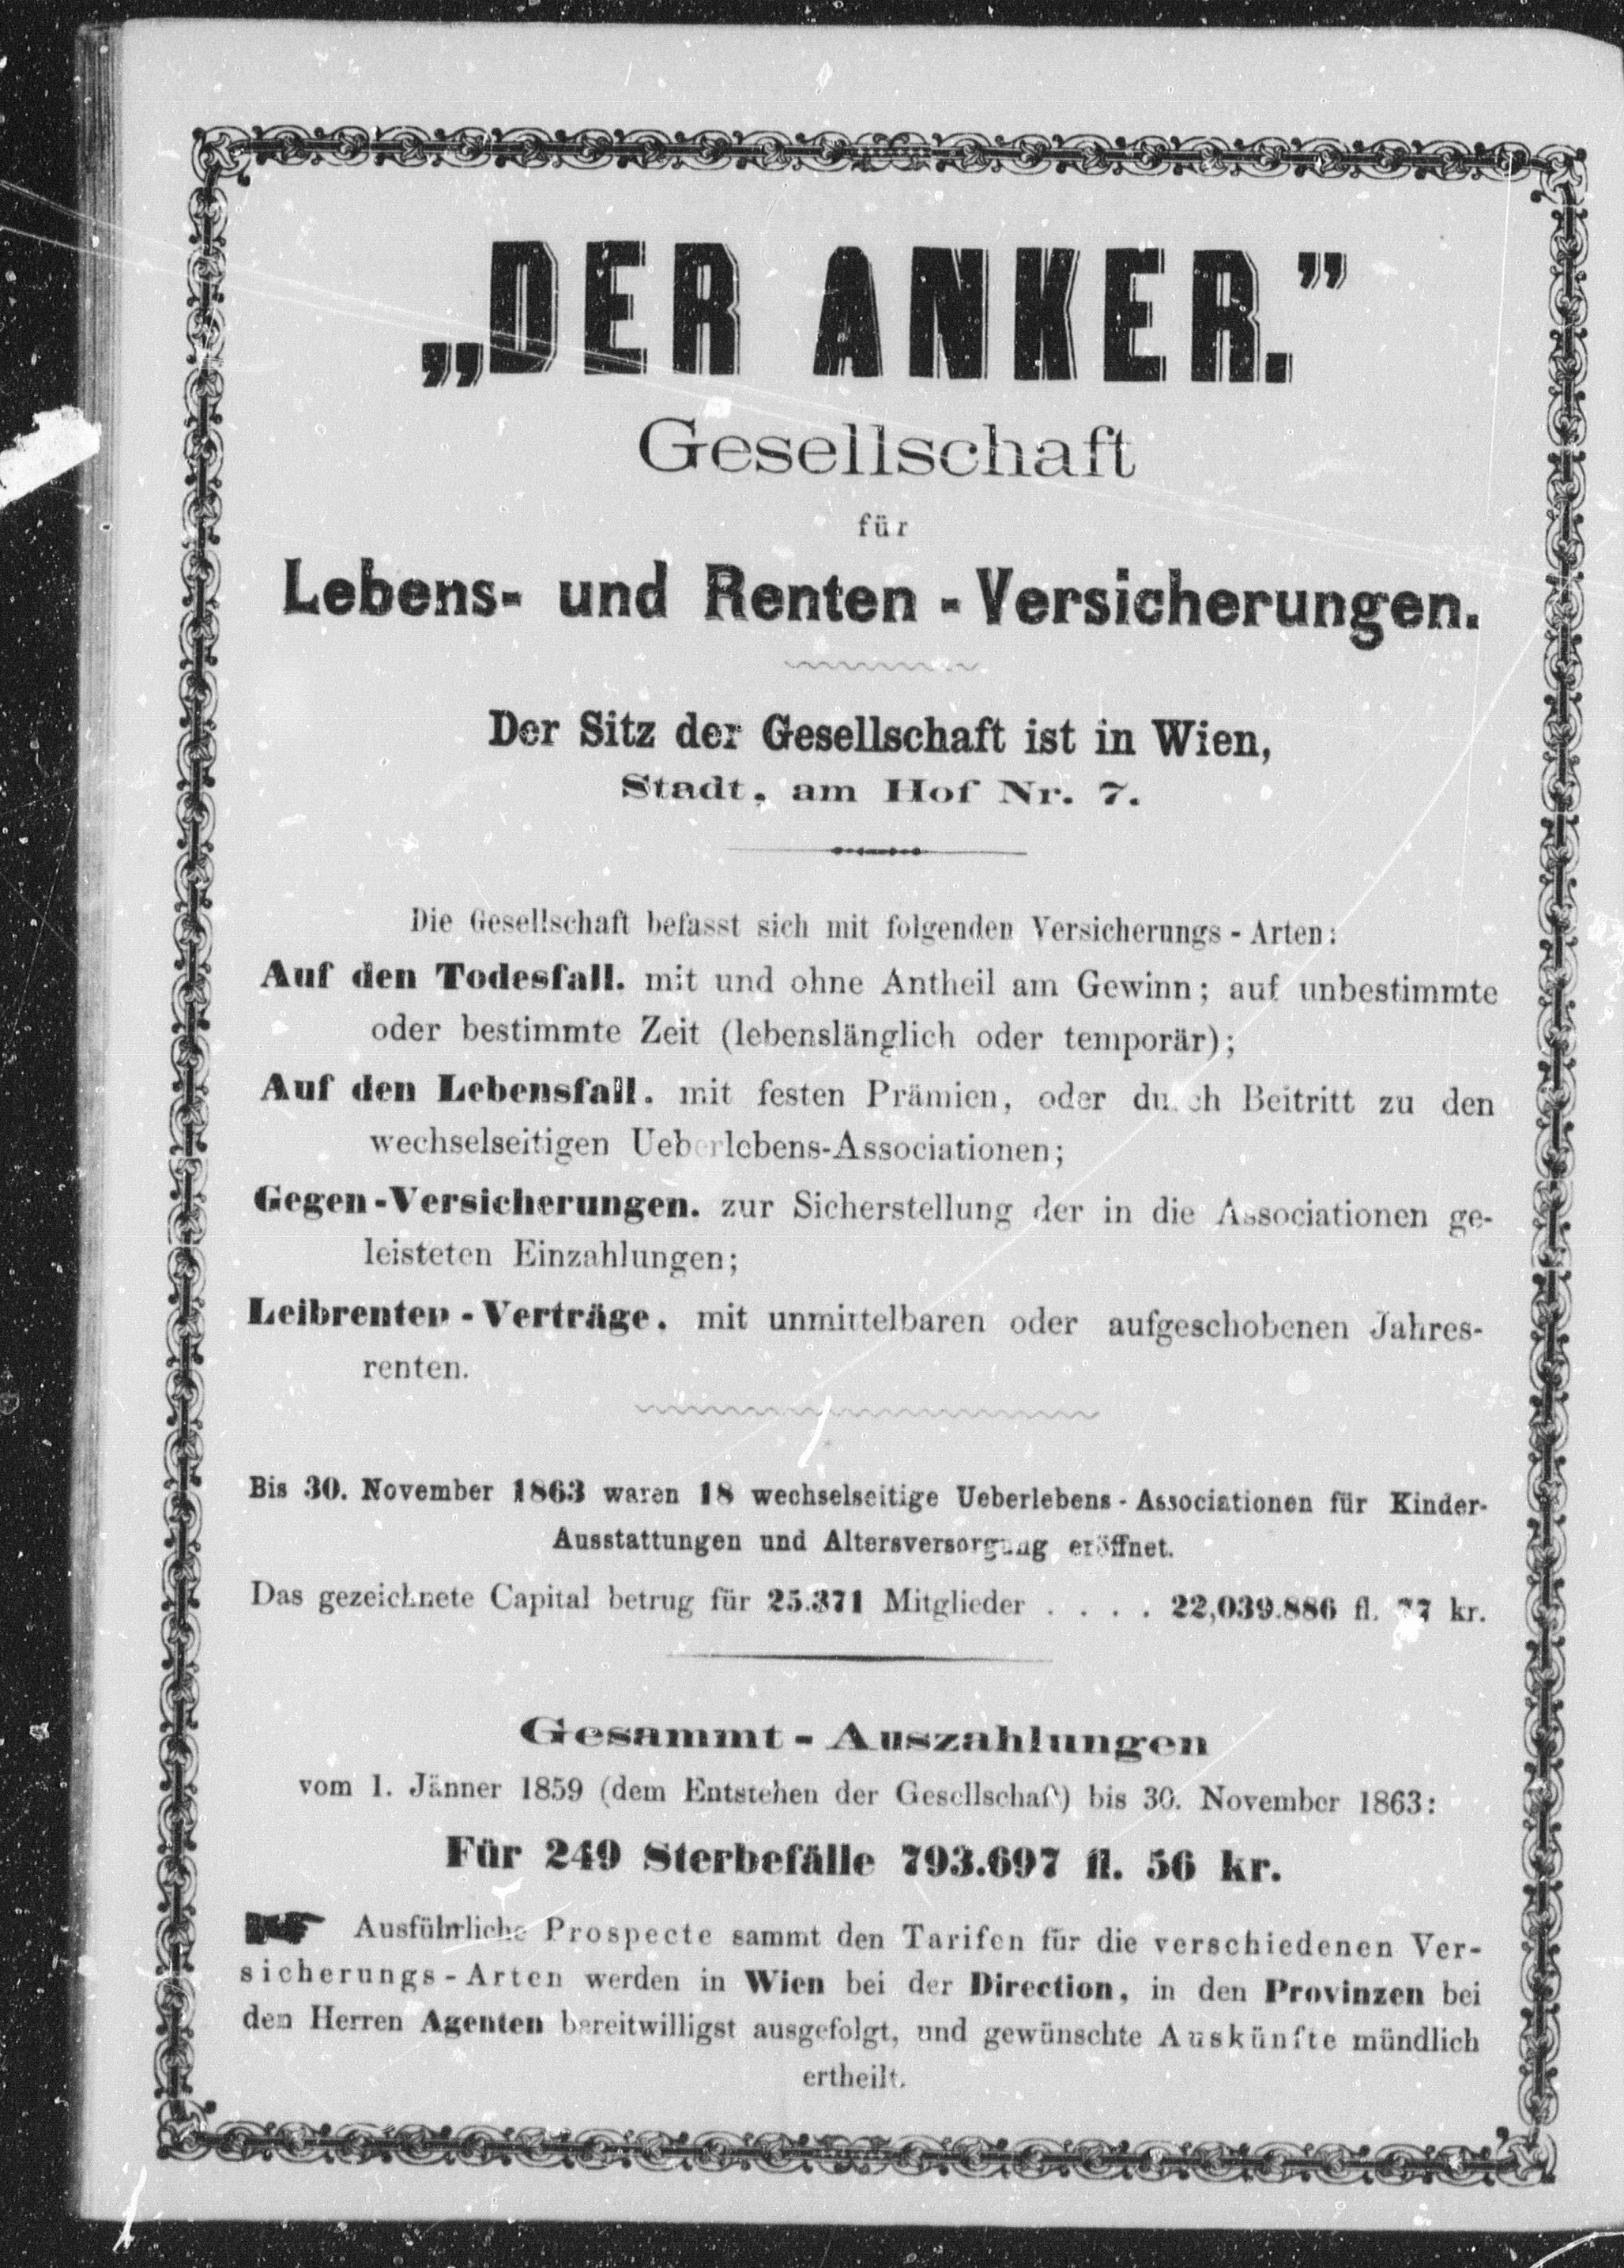 „DER ANKER.”
Gesellschaft
für
Lebens- und Renten-Versicherungen.
Der Sitz der Gesellschaft ist in Wien,
Stadt, am Hof Nr. 7.
Die Gesellschaft befasst sich mit folgenden Versicherungs-Arten:
Auf den Todesfall, mit und ohne Antheil am Gewinn; auf unbestimmte
oder bestimmte Zeit (lebenslänglich oder temporär);
Auf den Lebensfall, mit festen Prämien, oder durch Beitritt zu den
wechselseitigen Ueberlebens-Associationen;
Gegen-Versicherungen, zur Sicherstellung der in die Associationen ge-
leisteten Einzahlungen;
Leibrenten-Verträge, mit unmittelbaren oder aufgeschobenen Jahres-
renten.
Bis 30. November 1863 waren 18 wechselseitige Ueberlebens-Associationen für Kinder-
Ausstattungen und Altersversorgung eröffnet.
Das gezeichnete Capital betrug für 25.371 Mitglieder . . . . 22,039.886 fl. kr.
Gesammt-Auszahlungen
vom 1. Jänner 1859 (dem Entstehen der Gesellschaft) bis 30. November 1863:
Für 249 Sterbefälle 793.697 fl. 56 kr.
Ausführliche Prospecte sammt den Tarifen für die verschiedenen Ver-
sicherungs-Arten werden in Wien bei der Direction, in den Provinzen bei
den Herren Agenten bereitwilligst ausgefolgt, und gewünschte Auskünfte mündlich
ertheilt.